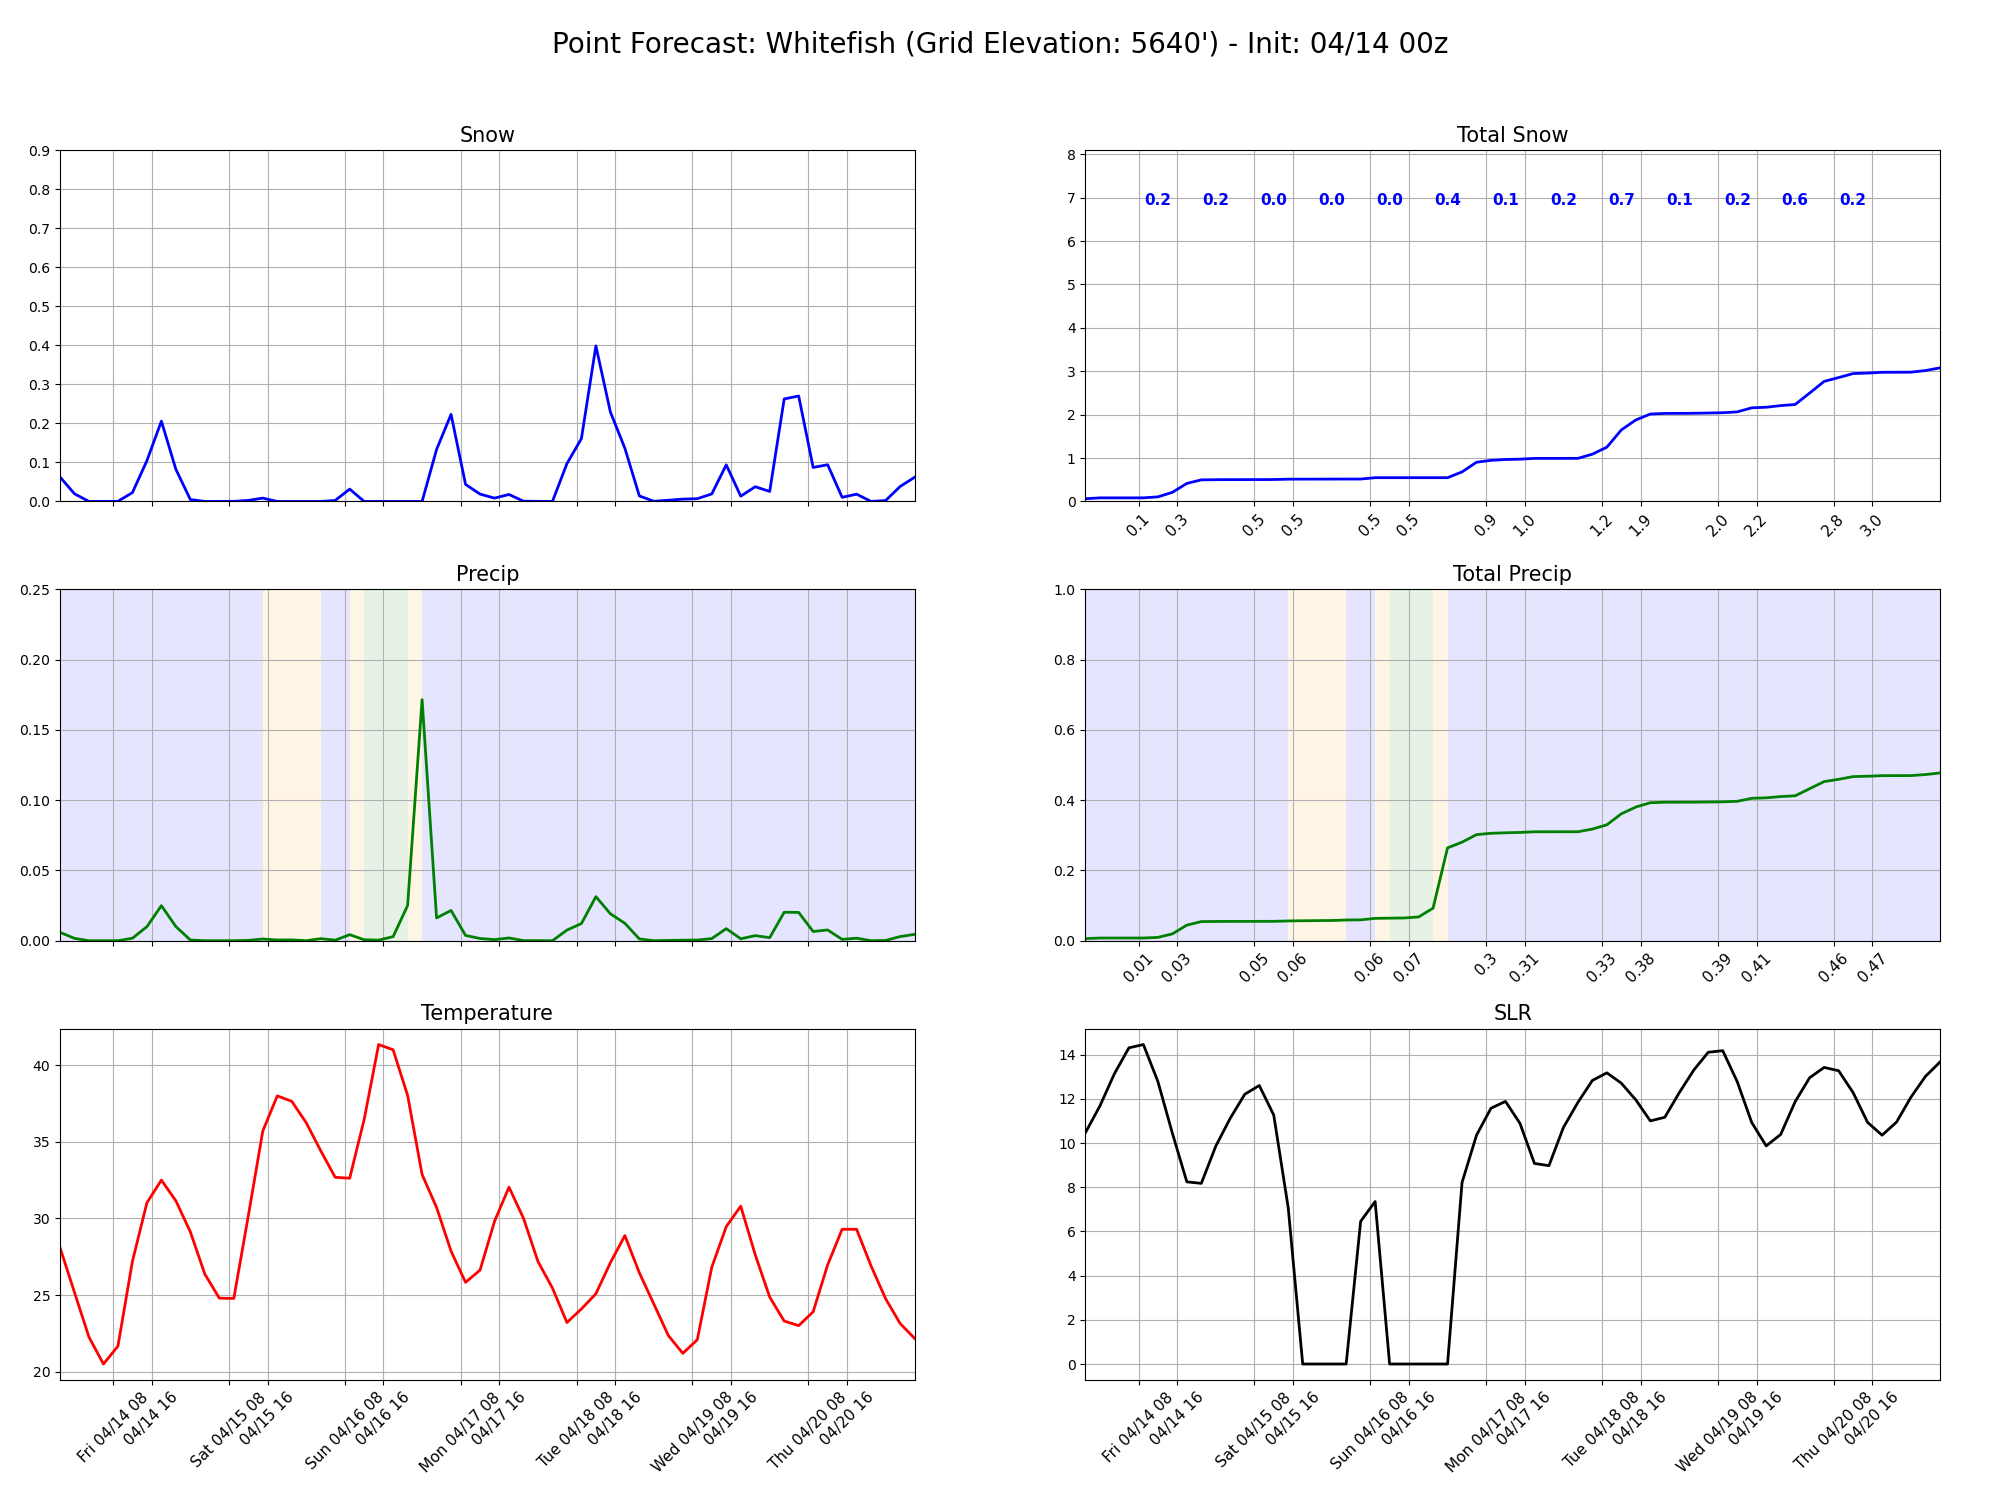 Point Forecast: Whitefish (Grid Elevation: 5640') - Init: 04/14 00z
Snow
0.9
0.8
0.7
0.6
0.5
0.4
0.3
0.2
0.1
0.0
Total Snow
8
7
6
5
4
3
2
1
0
0.2 0.2 0.0 0.0 0.0 0.4 0.1 0.2 0.7 0.1 0.2 0.6 0.2
0.1 0.3 0.5 0.5 0.5 0.5 0.9 1.0 1.2 1.9 2.0 2.2 2.8 3.0
Precip
0.25
0.20
0.15
0.10
0.05
0.00
Total Precip
1.0
0.8
0.6
0.4
0.2
0.0
0.01 0.03 0.05 0.06 0.06 0.07 0.3 0.31 0.33 0.38 0.39 0.41 0.46 0.47
Temperature
40
35
30
25
20
Fri 04/14 08
04/14 16
Sat 04/15 08
04/15 16
Sun 04/16 08
04/16 16
Mon 04/17 08
04/17 16
Tue 04/18 08
04/18 16
Wed 04/19 08
04/19 16
Thu 04/20 08
04/20 16
SLR
14
12
10
8
6
4
2
0
Fri 04/14 08
04/14 16
Sat 04/15 08
04/15 16
Sun 04/16 08
04/16 16
Mon 04/17 08
04/17 16
Tue 04/18 08
04/18 16
Wed 04/19 08
04/19 16
Thu 04/20 08
04/20 16